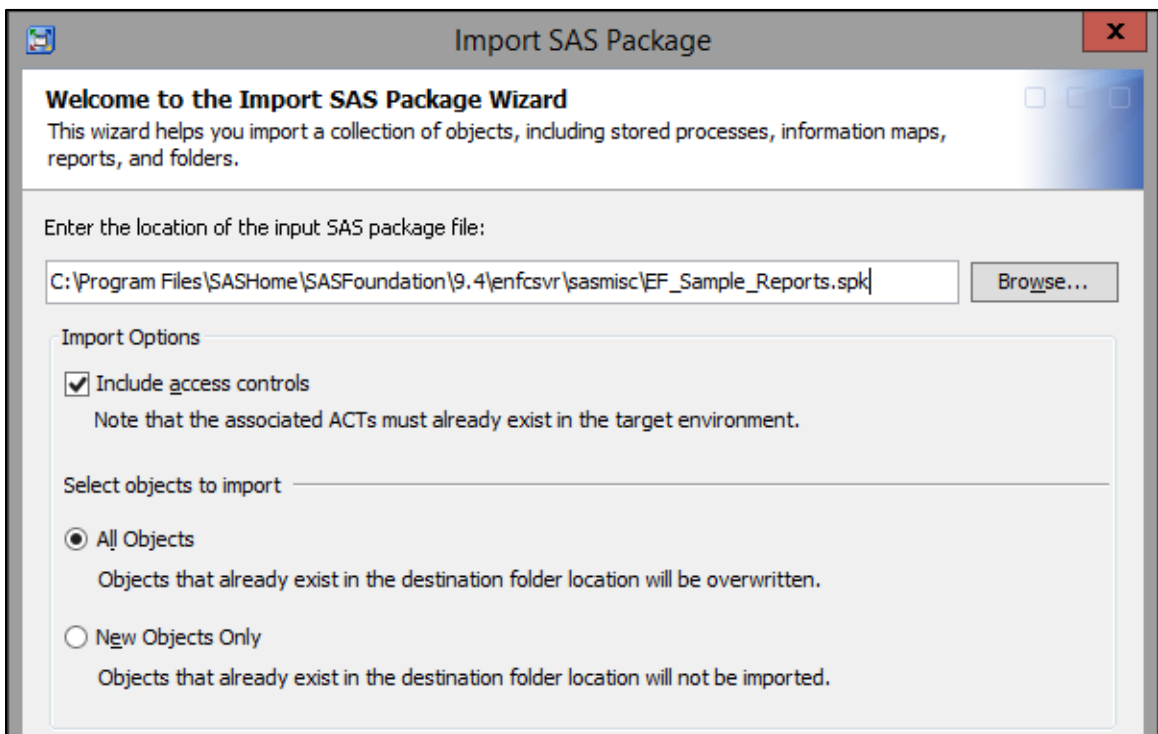 Import SAS Package
x
Welcome to the Import SAS Package Wizard
This wizard helps you import a collection of objects, including stored processes, information maps,
reports, and folders.
Enter the location of the input SAS package file:
C:\Program Files\SASHome\SASFoundation\9.4\enfcsvr\sasmisc\EF_Sample_Reports.spk
Browse...
Import Options
Include access controls
Note that the associated ACTs must already exist in the target environment.
Select objects to import
All Objects
Objects that already exist in the destination folder location will be overwritten.
New Objects Only
Objects that already exist in the destination folder location will not be imported.